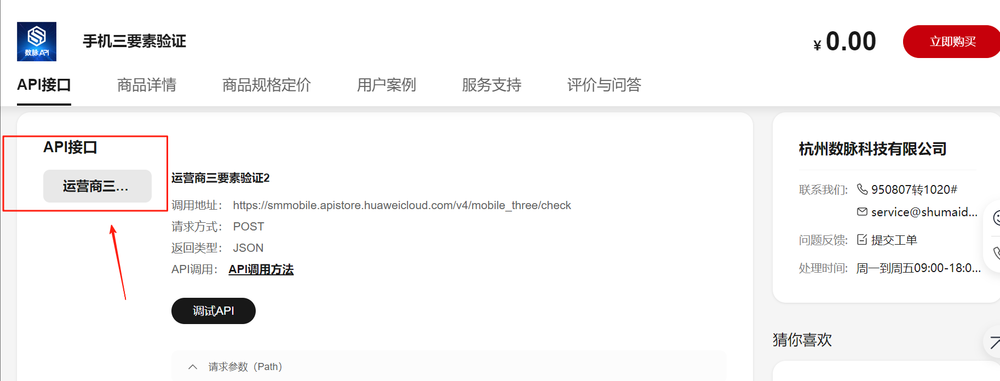 数脉API
手机三要素验证
¥ 0.00
立即购买
API接口
商品详情
商品规格定价
用户案例
服务支持
评价与问答
API接口
运营商三...
运营商三要素验证2
调用地址： https://smmobile.apistore.huaweicloud.com/v4/mobile_three/check
请求方式： POST
返回类型： JSON
API调用： API调用方法
调试API
请求参数（Path）
杭州数脉科技有限公司
联系我们: 950807转1020#
service@shumaid...
问题反馈: 提交工单
处理时间: 周一到周五09:00-18:0...
猜你喜欢